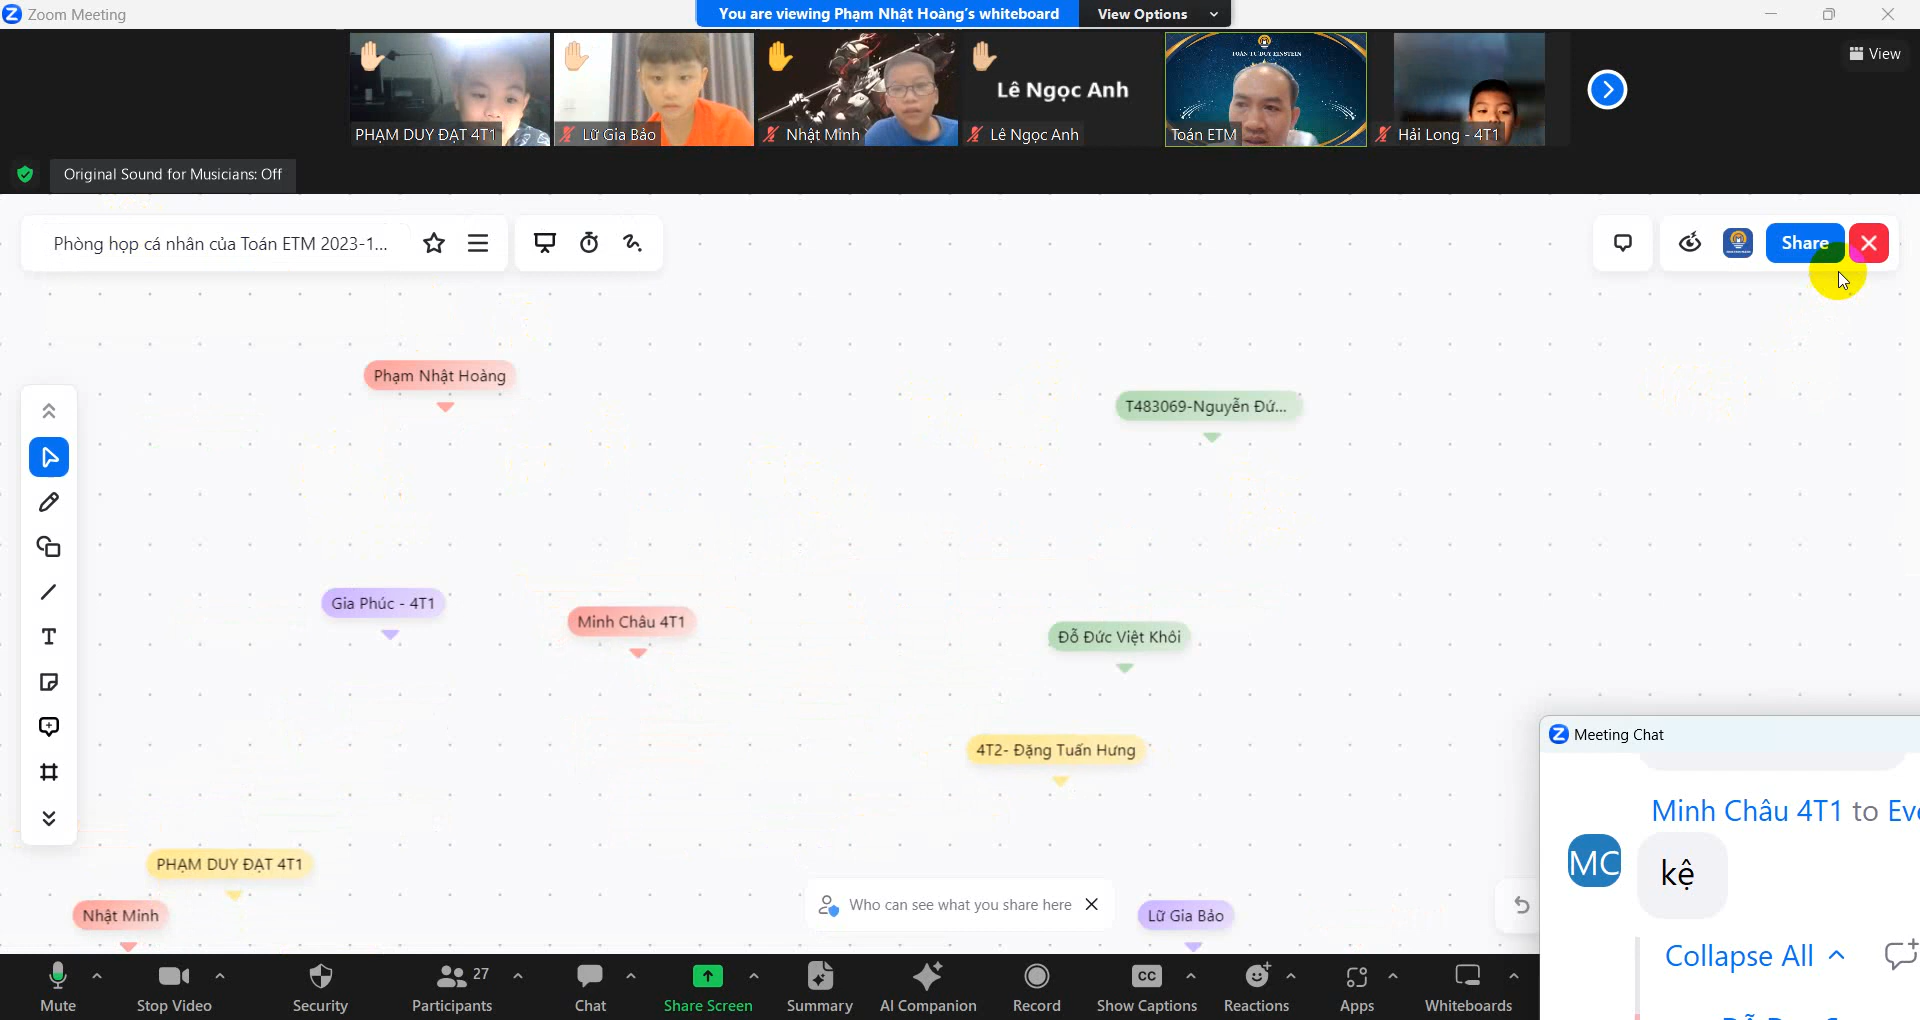 Zoom Meeting
You are viewing Phạm Nhật Hoàng's whiteboard
View Options
View
PHẠM DUY ĐẠT 4T1
Lữ Gia Bảo
Nhật Minh
Lê Ngọc Anh
Lê Ngọc Anh
TOÁN TƯ DUY EINSTEIN
Toán ETM
Hải Long - 4T1
Original Sound for Musicians: Off
Phòng họp cá nhân của Toán ETM 2023-1...
Share
Phạm Nhật Hoàng
T483069-Nguyễn Đứ...
Gia Phúc - 4T1
Minh Châu 4T1
Đỗ Đức Việt Khôi
4T2- Đặng Tuấn Hưng
PHẠM DUY ĐẠT 4T1
Nhật Minh
Who can see what you share here
Lữ Gia Bảo
Meeting Chat
Minh Châu 4T1 to Eve
MC
kệ
Collapse All
Mute
Stop Video
Security
27
Participants
Chat
Share Screen
Summary
AI Companion
Record
CC
Show Captions
Reactions
Apps
Whiteboards